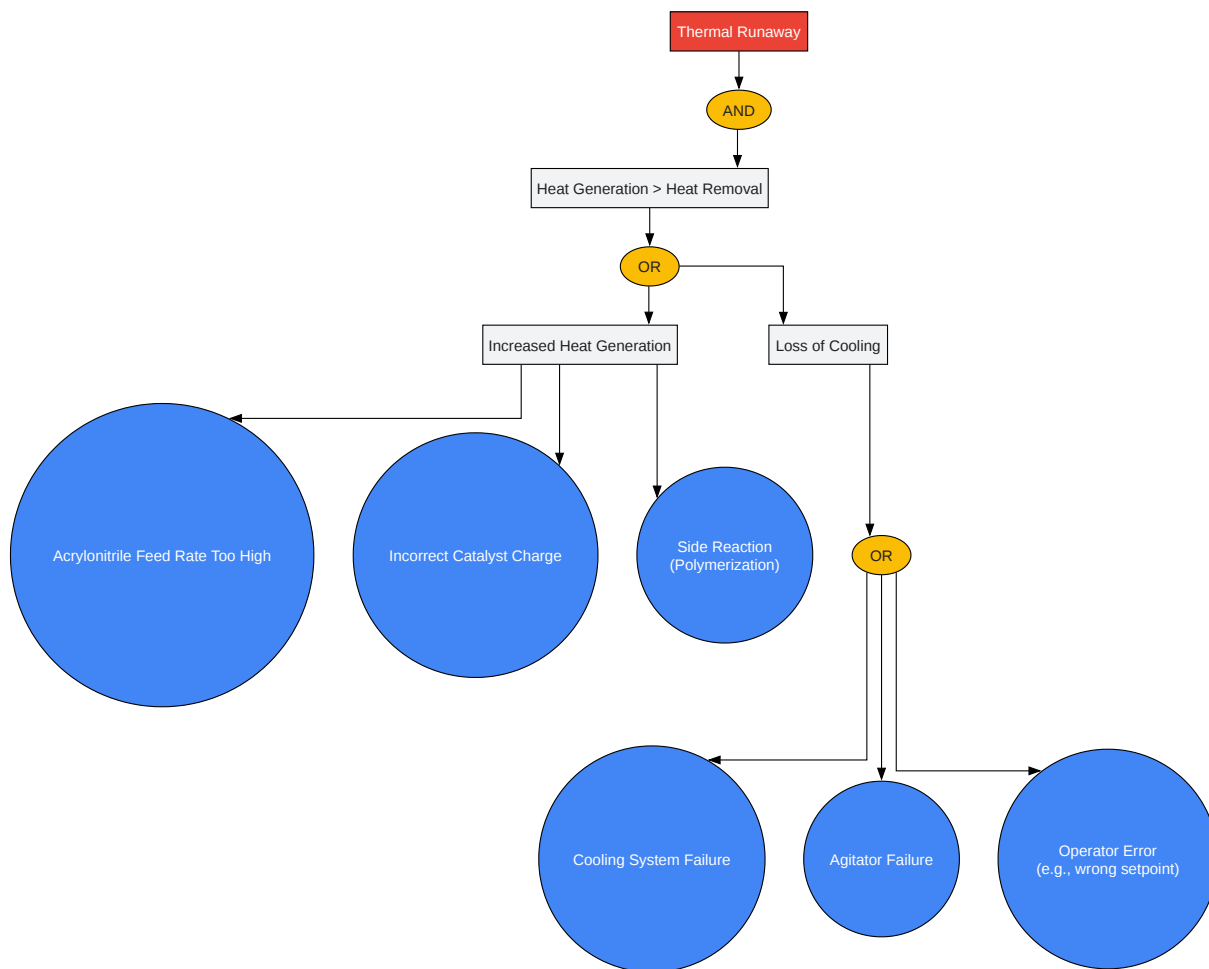 Thermal Runaway
AND
Heat Generation > Heat Removal
OR
Increased Heat Generation
Loss of Cooling
Acrylonitrile Feed Rate Too High
Incorrect Catalyst Charge
Side Reaction
(Polymerization)
OR
Cooling System Failure
Agitator Failure
Operator Error
(e.g., wrong setpoint)